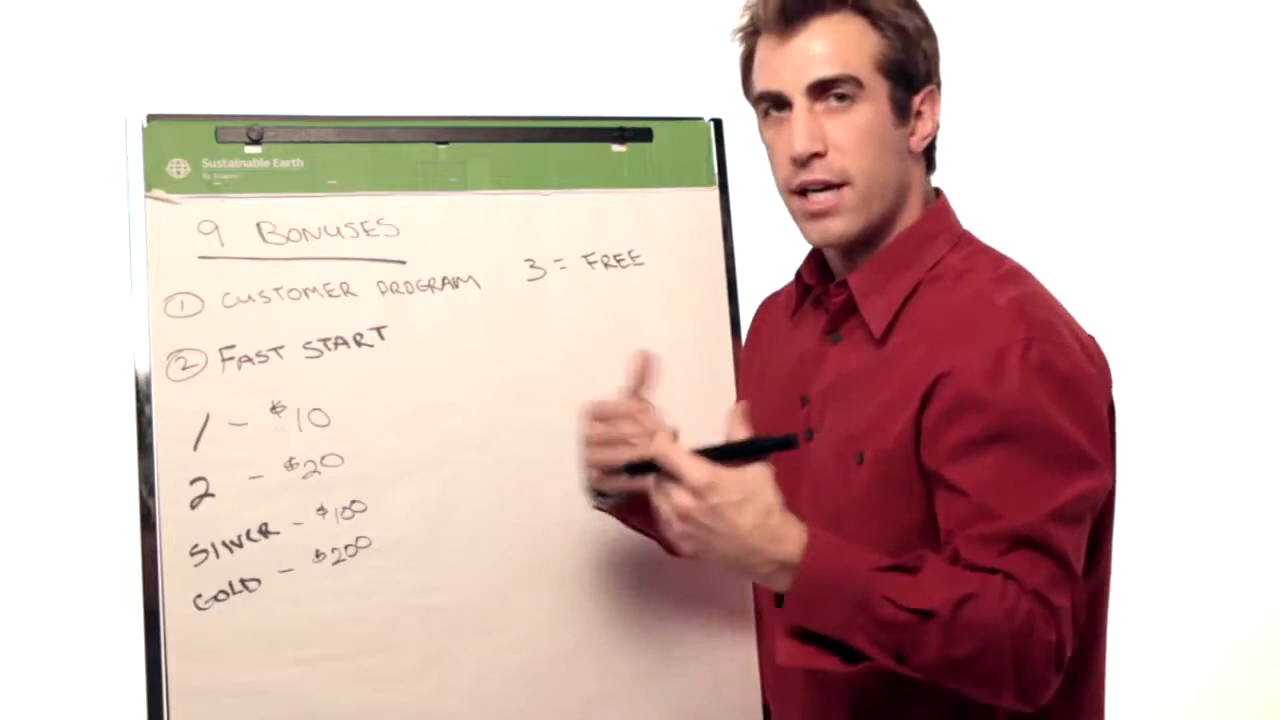 Sustainable Earth
9 BONUSES
① CUSTOMER PROGRAM 3 = FREE
② FAST START
1 - $10
2 - $20
SILVER - $100
GOLD - $200